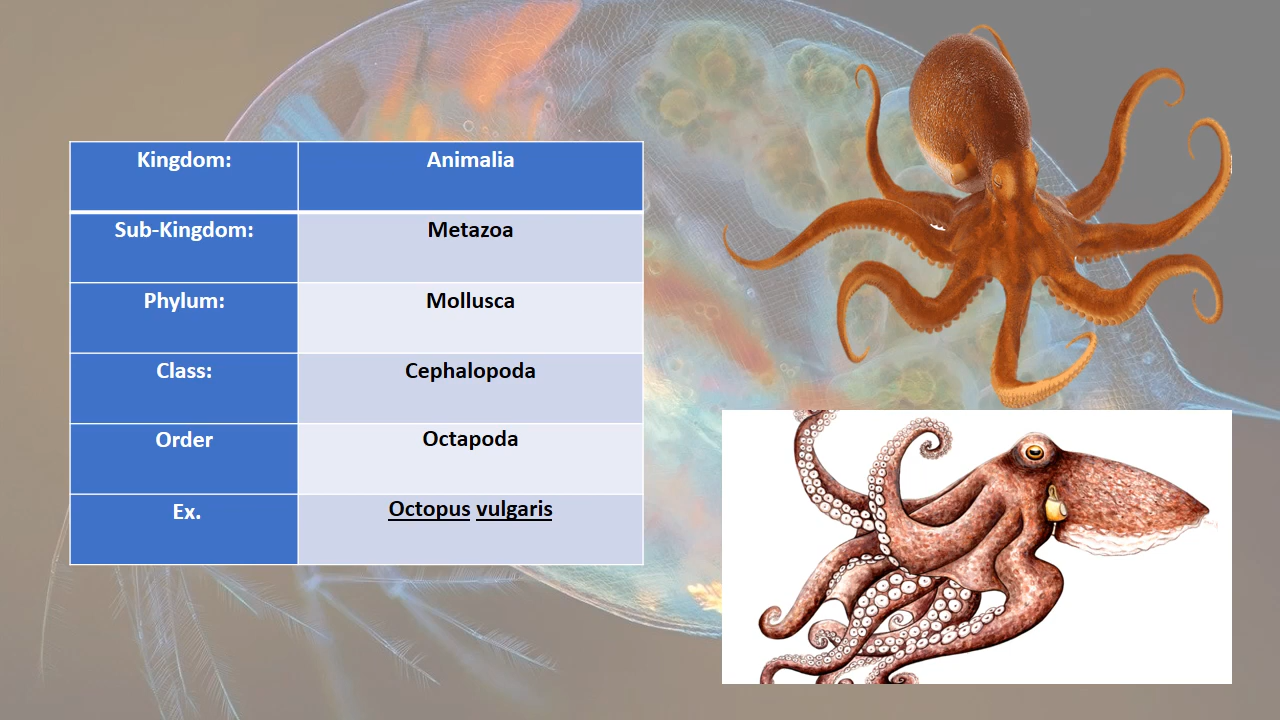 Kingdom: Animalia
Sub-Kingdom: Metazoa
Phylum: Mollusca
Class: Cephalopoda
Order Octapoda
Ex. Octopus vulgaris